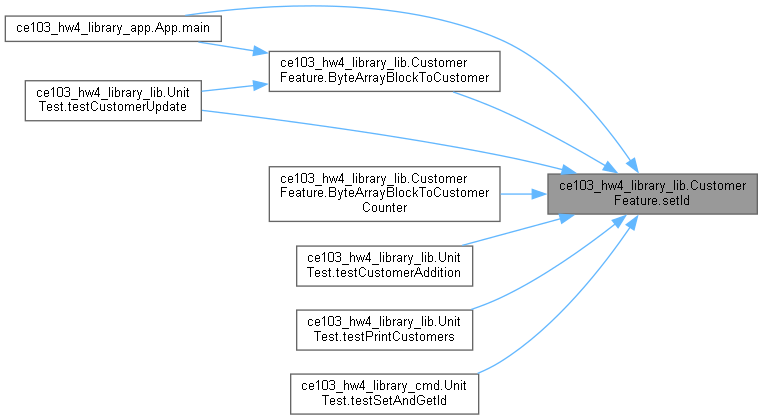 ce103_hw4_library_app.App.main
ce103_hw4_library_lib.Customer
Feature.ByteArrayBlockToCustomer
ce103_hw4_library_lib.Unit
Test.testCustomerUpdate
ce103_hw4_library_lib.Customer
Feature.ByteArrayBlockToCustomer
Counter
ce103_hw4_library_lib.Customer
Feature.setId
ce103_hw4_library_lib.Unit
Test.testCustomerAddition
ce103_hw4_library_lib.Unit
Test.testPrintCustomers
ce103_hw4_library_cmd.Unit
Test.testSetAndGetId